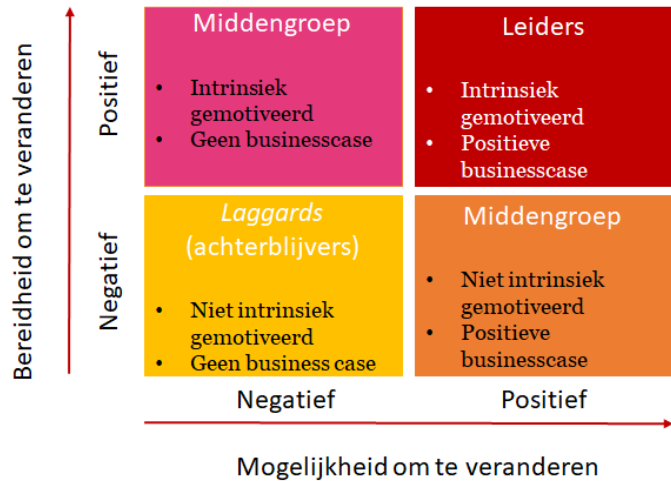 Bereidheid om te veranderen
Positief
Negatief
Middengroep
• Intrinsiek
gemotiveerd
• Geen businesscase
Leiders
• Intrinsiek
gemotiveerd
• Positieve
businesscase
Laggards
(achterblijvers)
• Niet intrinsiek
gemotiveerd
• Geen business case
Middengroep
• Niet intrinsiek
gemotiveerd
• Positieve
businesscase
Negatief
Positief
Mogelijkheid om te veranderen